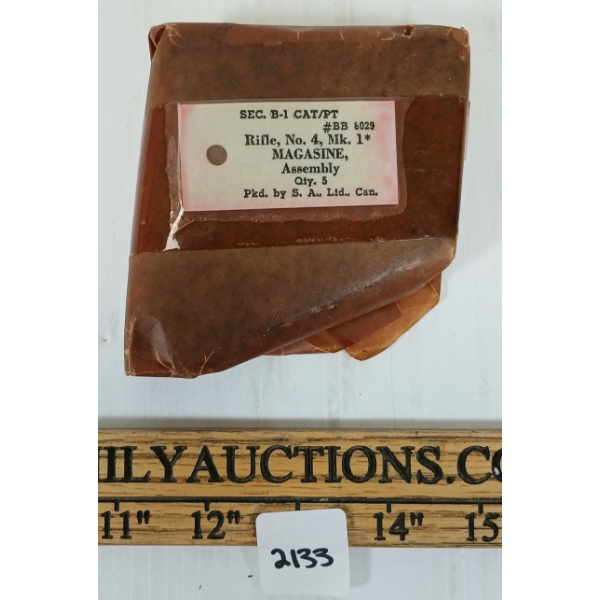 SEC. B-1 CAT/PT
#BB 8029
Rifle, No. 4, Mk. 1*
MAGASINE,
Assembly
Qty. 5
Pkd. by S. A., Ltd., Can.
ILYAUCTIONS.CO
11" 12" 14" 15
2133